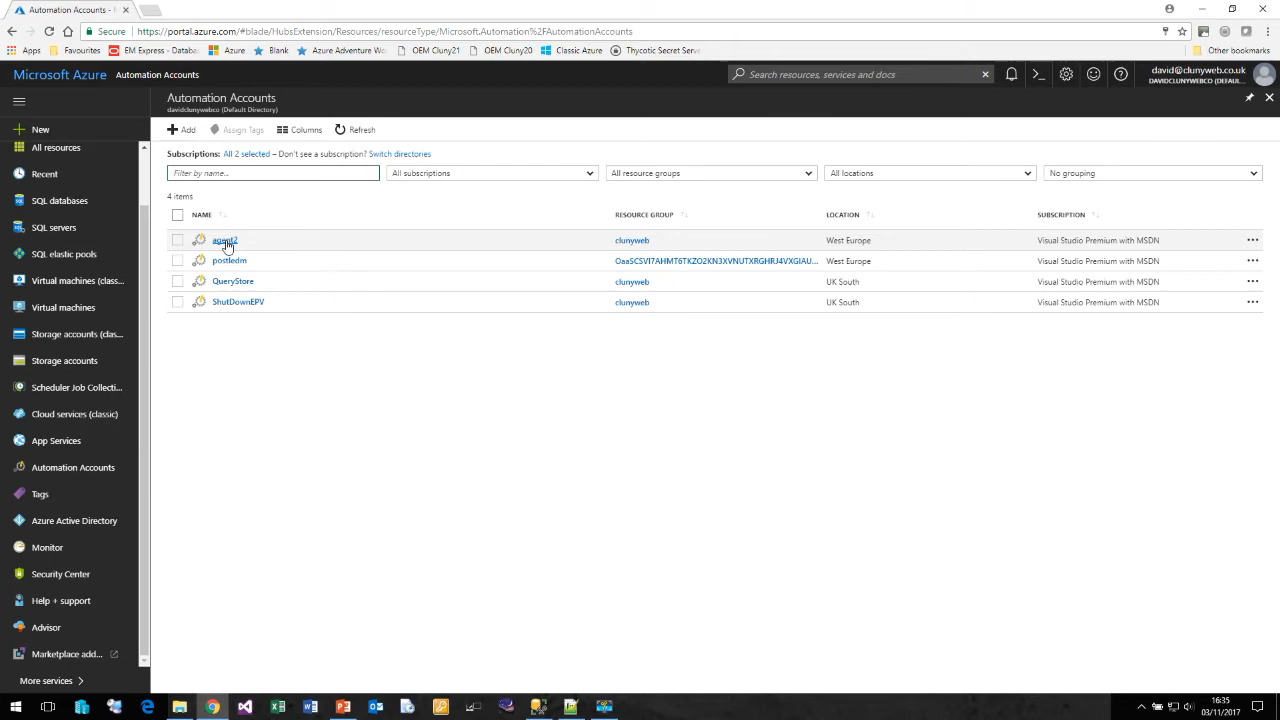 Automation Accounts - M
Secure https://portal.azure.com/#blade/HubsExtension/Resources/resourceType/Microsoft.Automation%2FAutomationAccounts
Apps Favourites EM Express - Databa Azure Blank Azure Adventure Wor OEM Cluny21 OEM Cluny20 Classic Azure Thycotic Secret Serve Other bookmarks
Microsoft Azure Automation Accounts
Search resources, services and docs
david@clunyweb.co.uk
DAVIDCLUNYWEBCO (DEFAUL...
Automation Accounts
davidclunywebco (Default Directory)
Add Assign Tags Columns Refresh
Subscriptions: All 2 selected – Don't see a subscription? Switch directories
Filter by name... All subscriptions All resource groups All locations No grouping
4 items
NAME RESOURCE GROUP LOCATION SUBSCRIPTION
agent2 clunyweb West Europe Visual Studio Premium with MSDN
postledm West Europe Visual Studio Premium with MSDN
QueryStore clunyweb UK South Visual Studio Premium with MSDN
ShutDownEPV clunyweb UK South Visual Studio Premium with MSDN
New
All resources
Recent
SQL databases
SQL servers
SQL elastic pools
Virtual machines (class...
Virtual machines
Storage accounts (clas...
Storage accounts
Scheduler Job Collecti...
Cloud services (classic)
App Services
Automation Accounts
Tags
Azure Active Directory
Monitor
Security Center
Help + support
Advisor
Marketplace add...
More services
16:35
03/11/2017